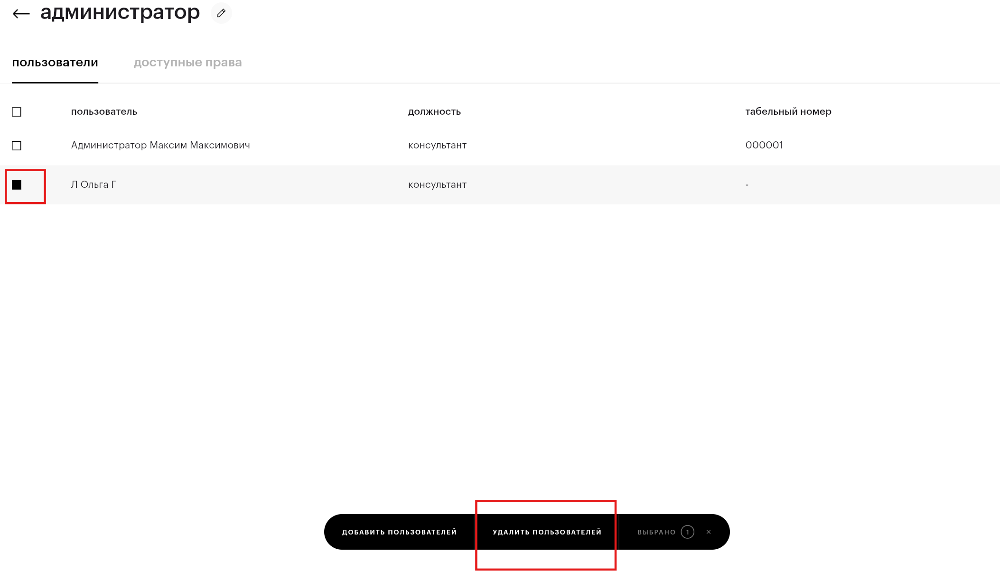 администратор
пользователи доступные права
пользователь должность табельный номер
Администратор Максим Максимович консультант 000001
Л Ольга Г консультант -
ДОБАВИТЬ ПОЛЬЗОВАТЕЛЕЙ УДАЛИТЬ ПОЛЬЗОВАТЕЛЕЙ ВЫБРАНО 1 ×